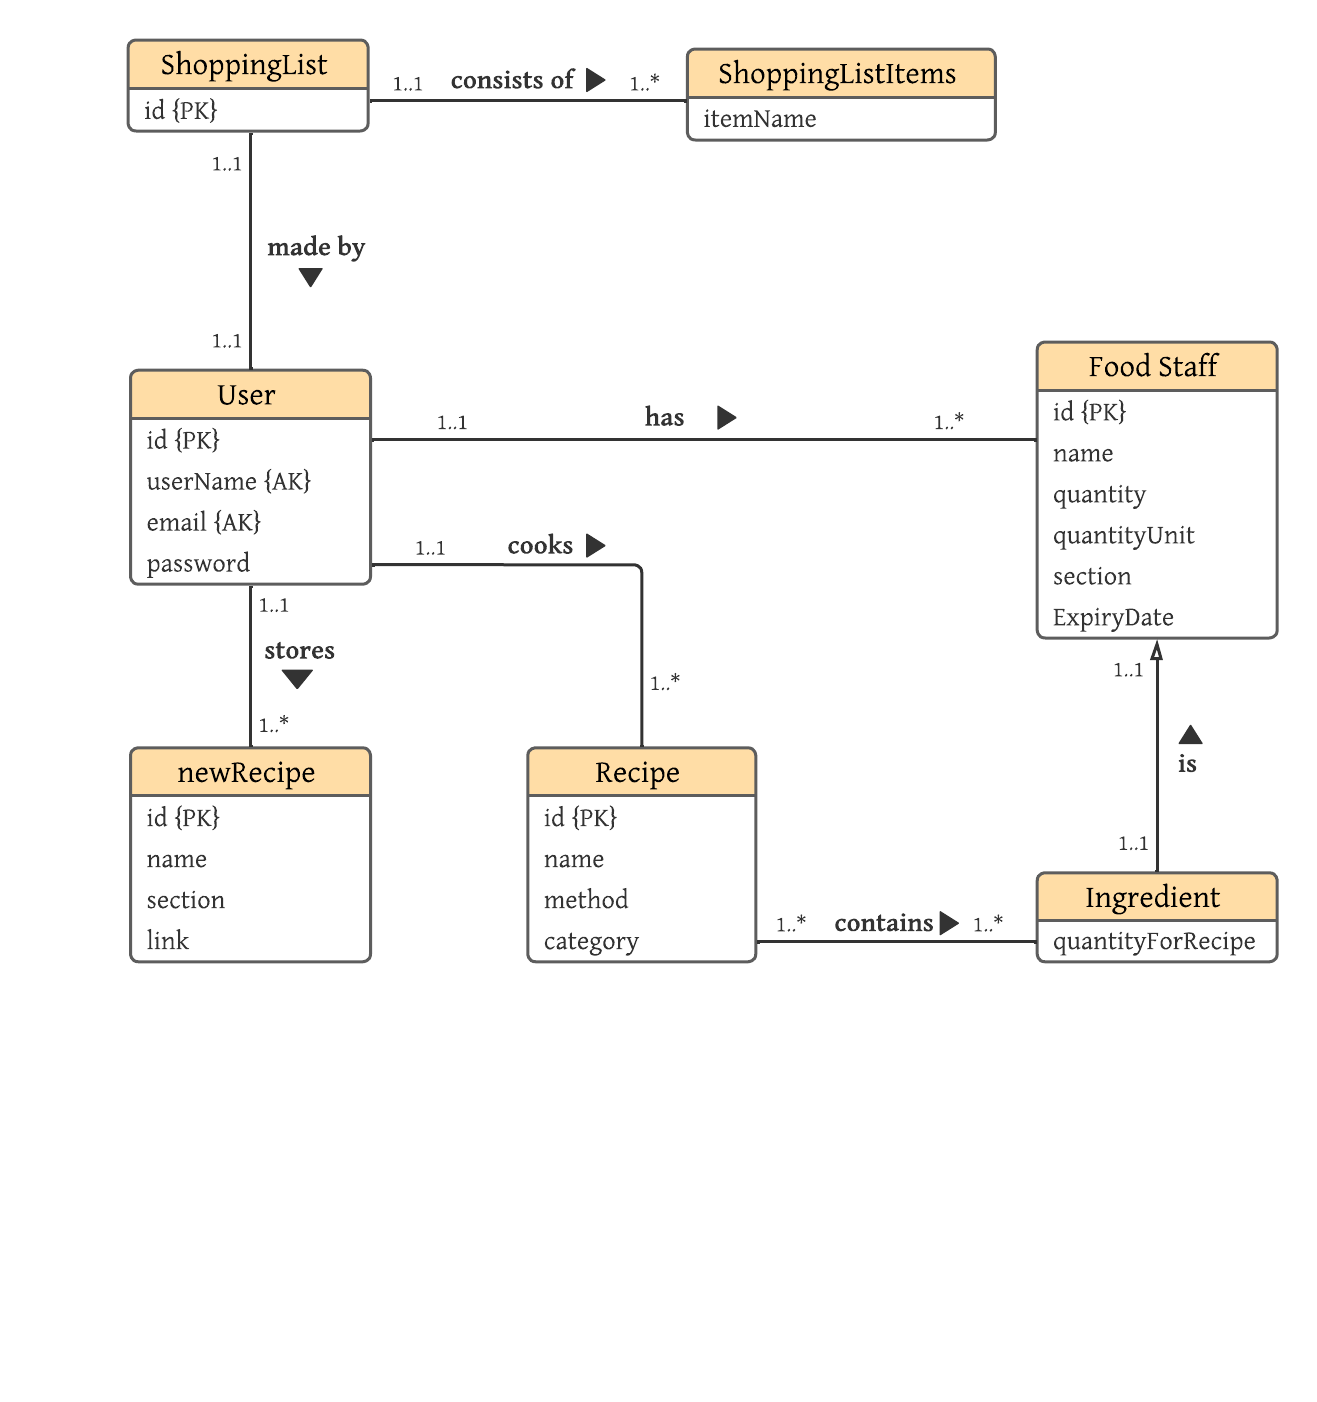 ShoppingList
id {PK}
1..1 consists of 1..*
ShoppingListItems
itemName
1..1
made by
1..1
User
id {PK}
userName {AK}
email {AK}
password
1..1 has 1..*
Food Staff
id {PK}
name
quantity
quantityUnit
section
ExpiryDate
1..1 cooks
1..*
1..1
stores
1..*
newRecipe
id {PK}
name
section
link
Recipe
id {PK}
name
method
category
1..* contains 1..*
1..1
is
1..1
Ingredient
quantityForRecipe